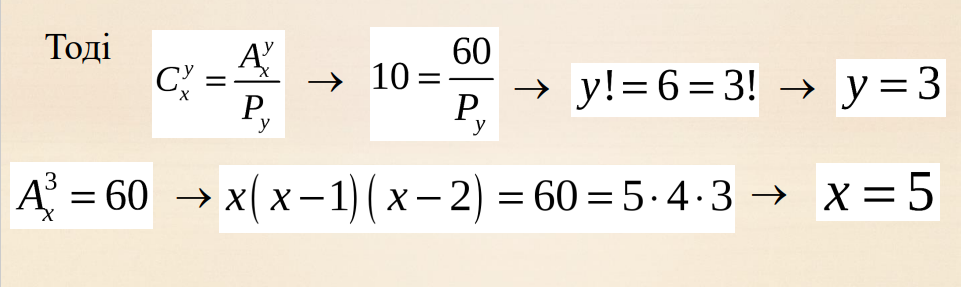 Тоді C_x^y = A_x^y / P_y → 10 = 60 / P_y → y! = 6 = 3! → y = 3
A_x^3 = 60 → x(x − 1)(x − 2) = 60 = 5 · 4 · 3 → x = 5